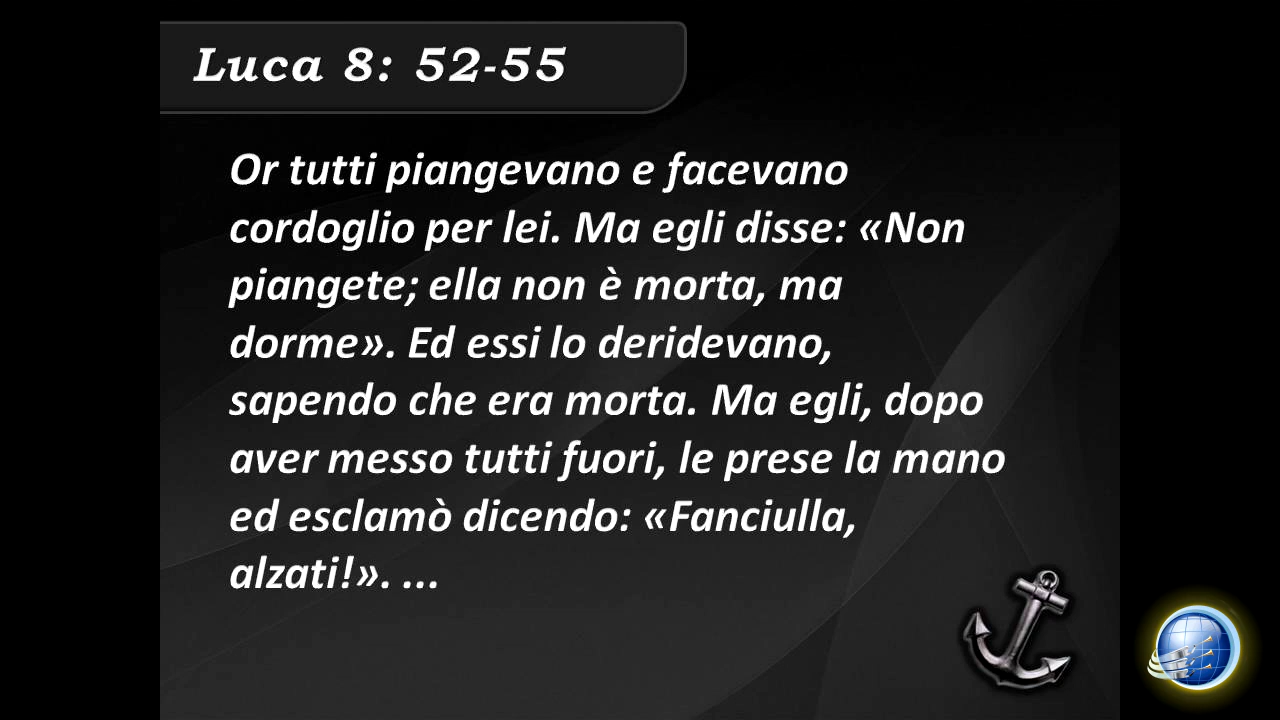 Luca 8: 52-55
Or tutti piangevano e facevano
cordoglio per lei. Ma egli disse: «Non
piangete; ella non è morta, ma
dorme». Ed essi lo deridevano,
sapendo che era morta. Ma egli, dopo
aver messo tutti fuori, le prese la mano
ed esclamò dicendo: «Fanciulla,
alzati!». ...